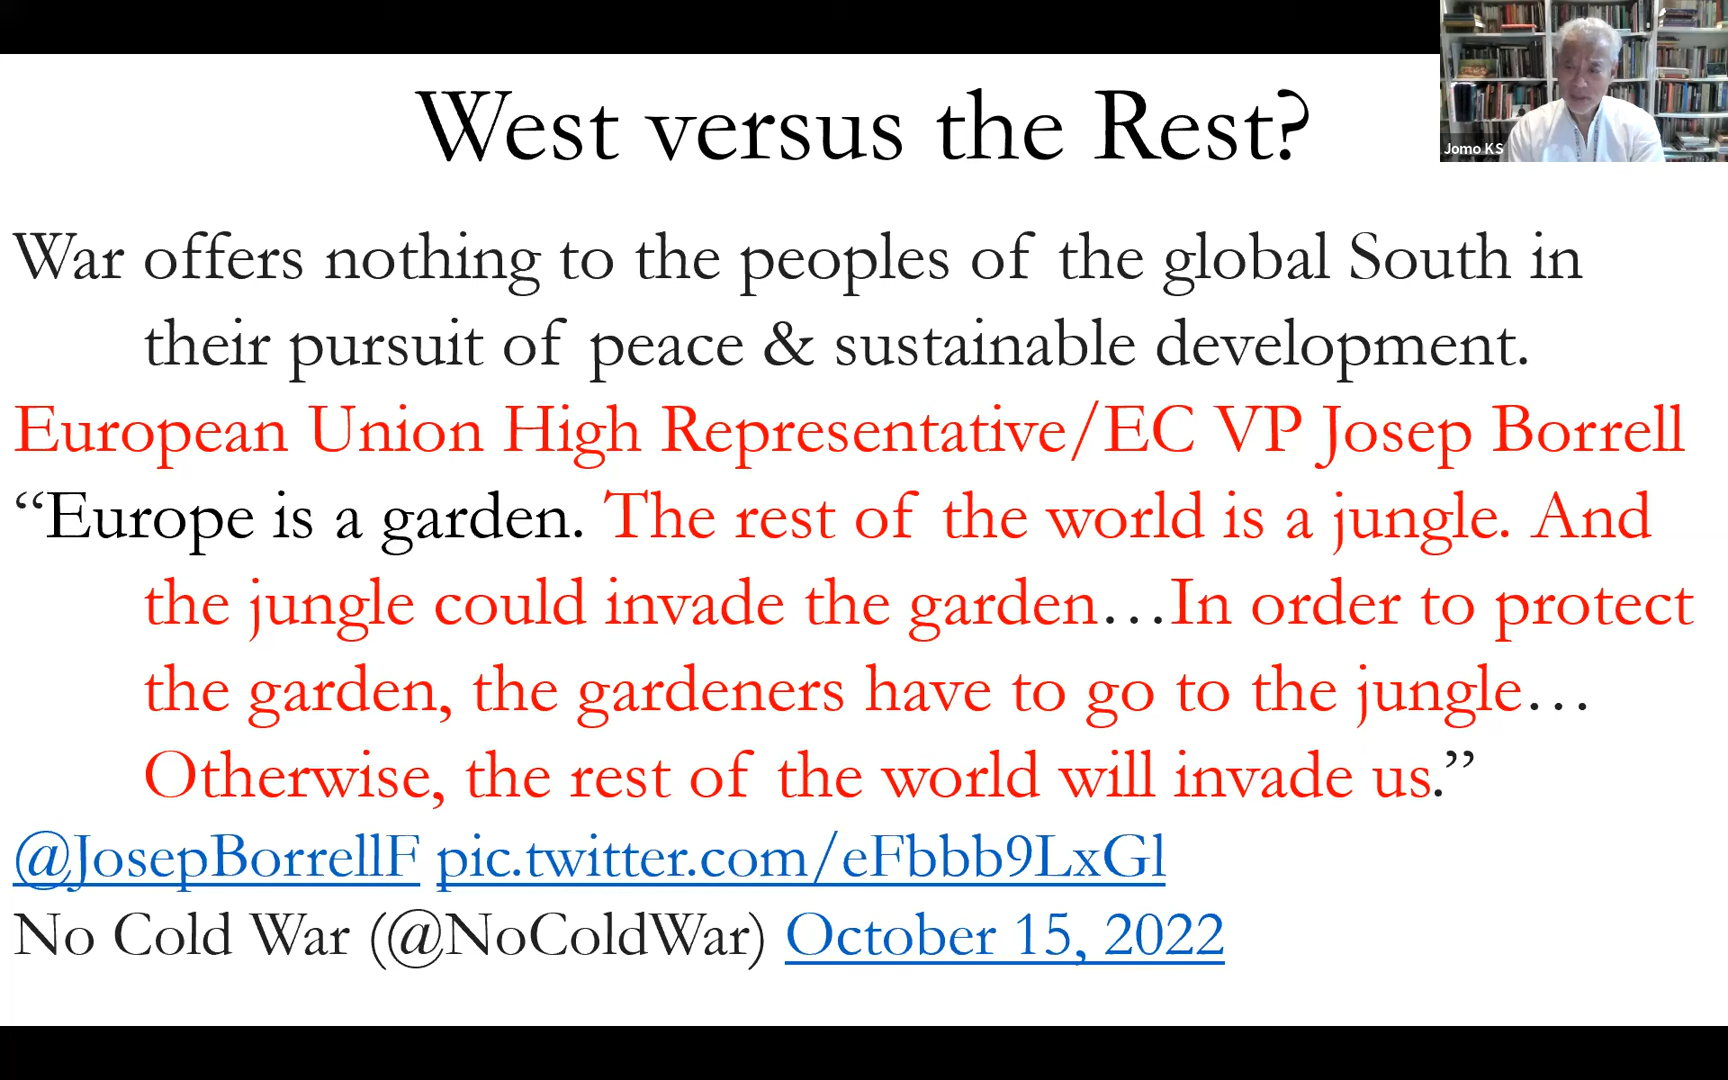 West versus the Rest?
Jomo KS
War offers nothing to the peoples of the global South in
their pursuit of peace & sustainable development.
European Union High Representative/EC VP Josep Borrell
“Europe is a garden. The rest of the world is a jungle. And
the jungle could invade the garden…In order to protect
the garden, the gardeners have to go to the jungle…
Otherwise, the rest of the world will invade us.”
@JosepBorrellF pic.twitter.com/eFbbb9LxGl
No Cold War (@NoColdWar) October 15, 2022